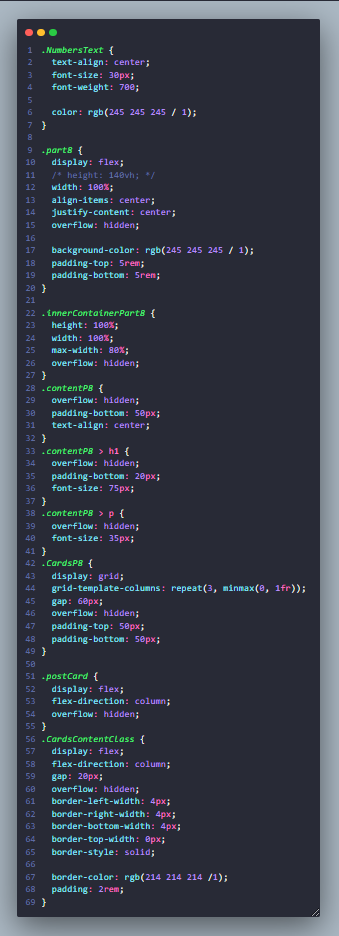 1 .NumbersText {
2 text-align: center;
3 font-size: 30px;
4 font-weight: 700;
5
6 color: rgb(245 245 245 / 1);
7 }
8
9 .partB {
10 display: flex;
11 /* height: 140vh; */
12 width: 100%;
13 align-items: center;
14 justify-content: center;
15 overflow: hidden;
16
17 background-color: rgb(245 245 245 / 1);
18 padding-top: 5rem;
19 padding-bottom: 5rem;
20 }
21
22 .innerContainerPartB {
23 height: 100%;
24 width: 100%;
25 max-width: 80%;
26 overflow: hidden;
27 }
28 .contentPB {
29 overflow: hidden;
30 padding-bottom: 50px;
31 text-align: center;
32 }
33 .contentPB > h1 {
34 overflow: hidden;
35 padding-bottom: 20px;
36 font-size: 75px;
37 }
38 .contentPB > p {
39 overflow: hidden;
40 font-size: 35px;
41 }
42 .CardsPB {
43 display: grid;
44 grid-template-columns: repeat(3, minmax(0, 1fr));
45 gap: 60px;
46 overflow: hidden;
47 padding-top: 50px;
48 padding-bottom: 50px;
49 }
50
51 .postCard {
52 display: flex;
53 flex-direction: column;
54 overflow: hidden;
55 }
56 .CardsContentClass {
57 display: flex;
58 flex-direction: column;
59 gap: 20px;
60 overflow: hidden;
61 border-left-width: 4px;
62 border-right-width: 4px;
63 border-bottom-width: 4px;
64 border-top-width: 0px;
65 border-style: solid;
66
67 border-color: rgb(214 214 214 /1);
68 padding: 2rem;
69 }